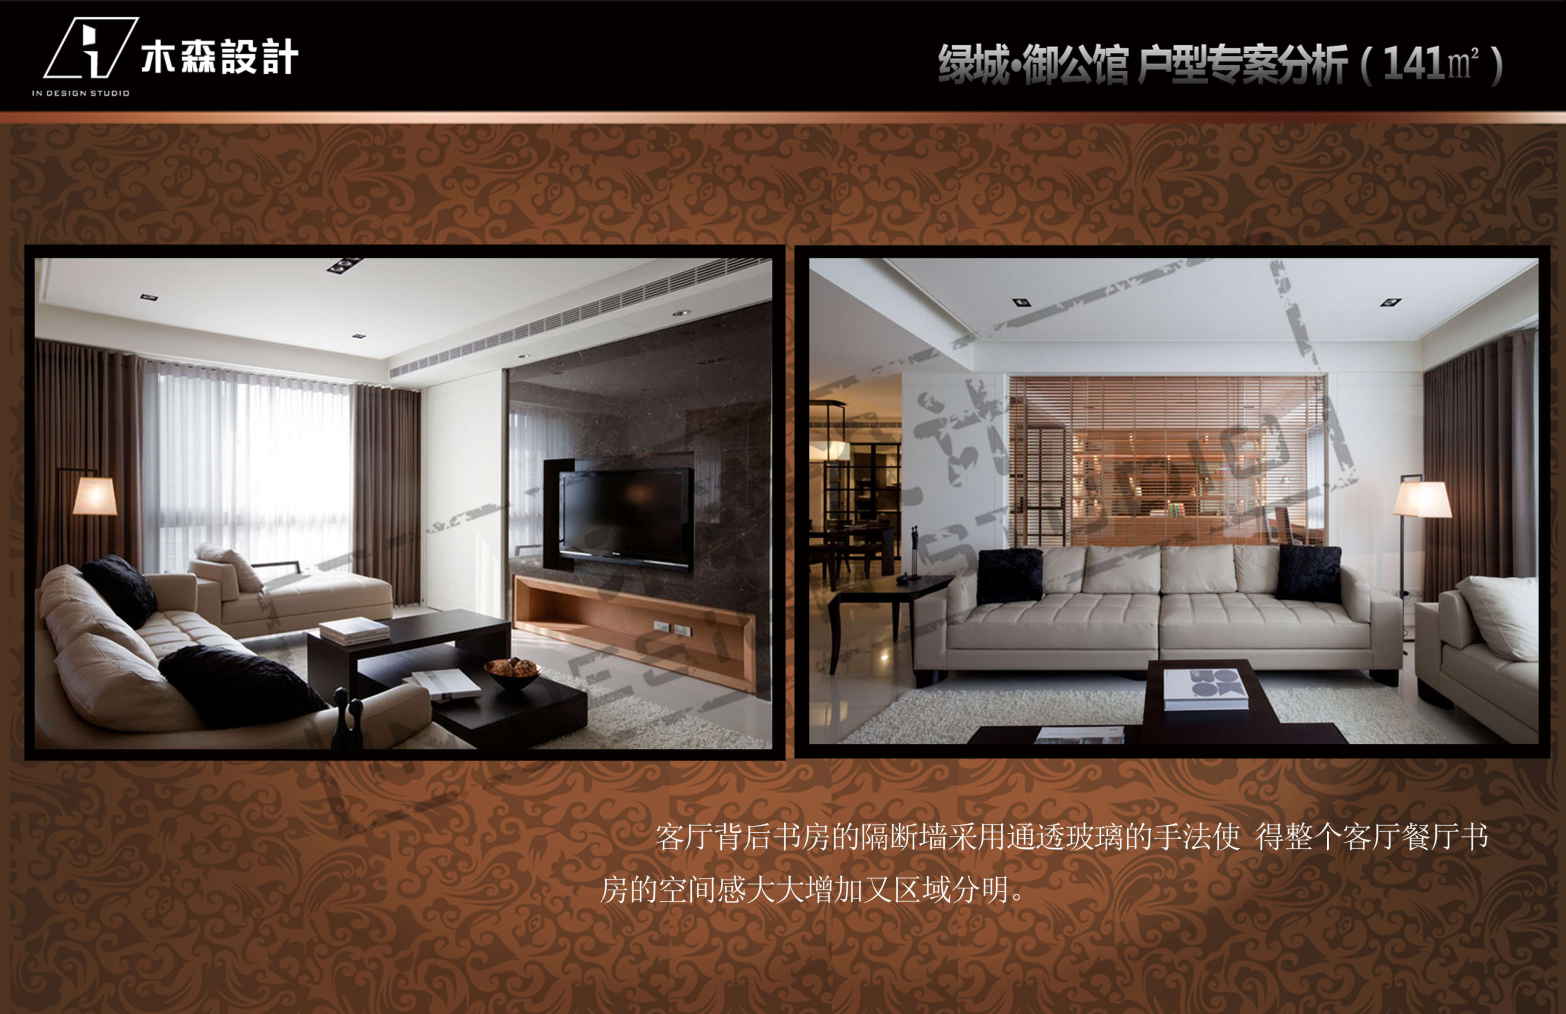 木森設計
IN DESIGN STUDIO
绿城·御公馆 户型专案分析（141㎡）
客厅背后书房的隔断墙采用通透玻璃的手法使 得整个客厅餐厅书
房的空间感大大增加又区域分明。